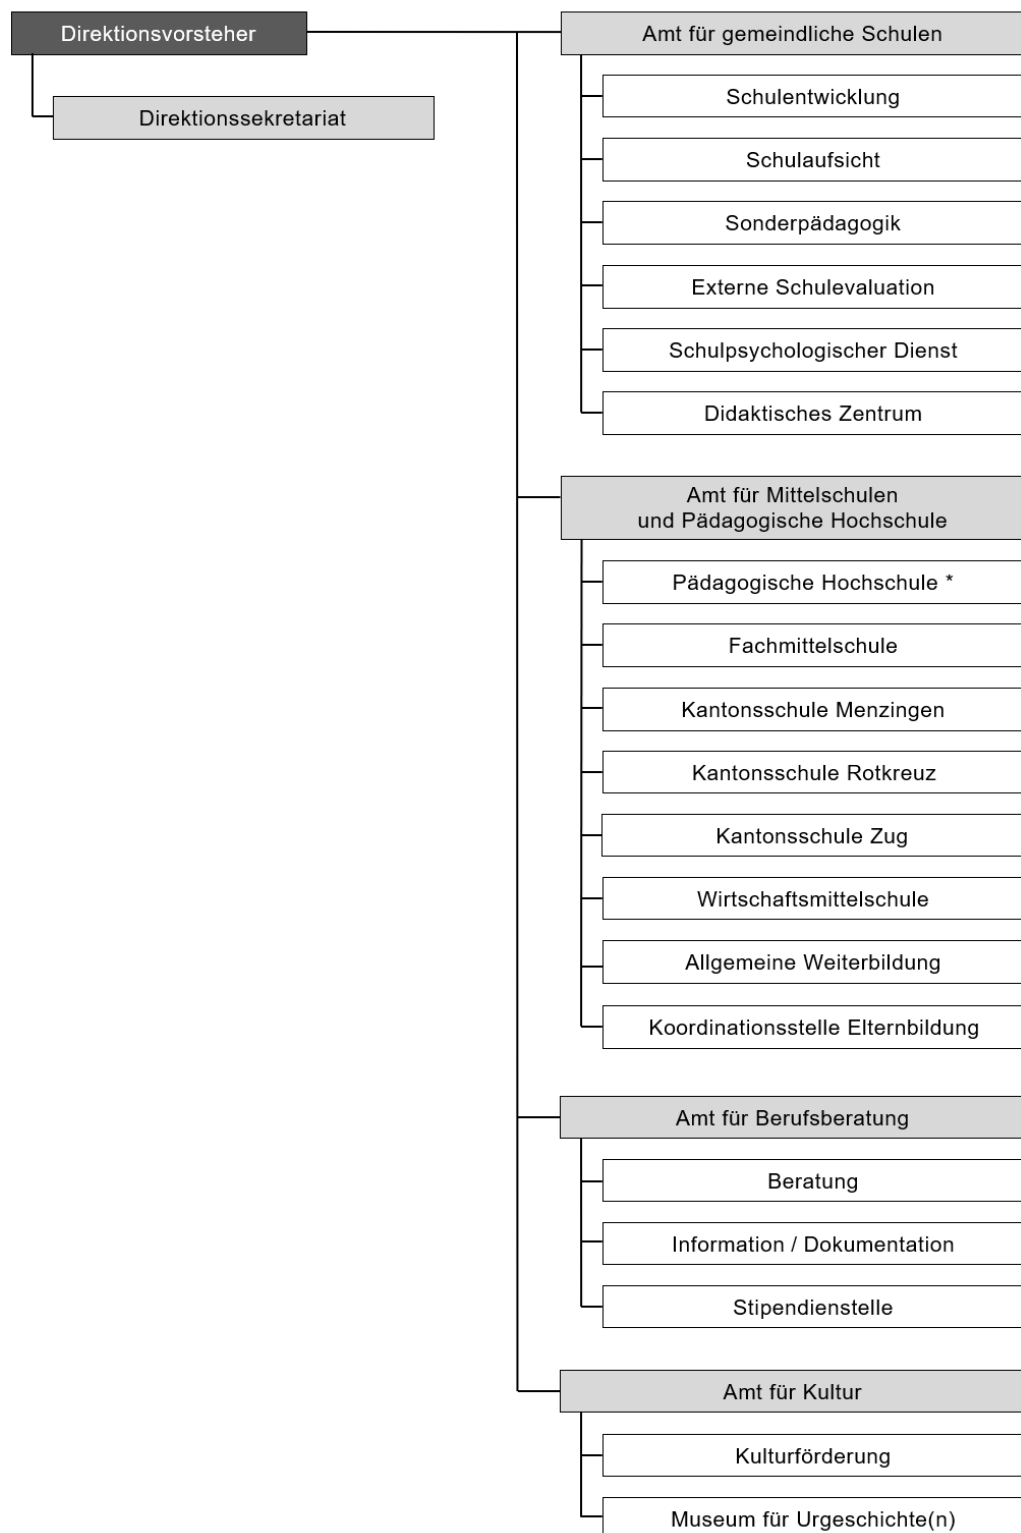 Direktionsvorsteher
Direktionssekretariat
Amt für gemeindliche Schulen
Schulentwicklung
Schulaufsicht
Sonderpädagogik
Externe Schulevaluation
Schulpsychologischer Dienst
Didaktisches Zentrum
Amt für Mittelschulen
und Pädagogische Hochschule
Pädagogische Hochschule *
Fachmittelschule
Kantonsschule Menzingen
Kantonsschule Rotkreuz
Kantonsschule Zug
Wirtschaftsmittelschule
Allgemeine Weiterbildung
Koordinationsstelle Elternbildung
Amt für Berufsberatung
Beratung
Information / Dokumentation
Stipendienstelle
Amt für Kultur
Kulturförderung
Museum für Urgeschichte(n)